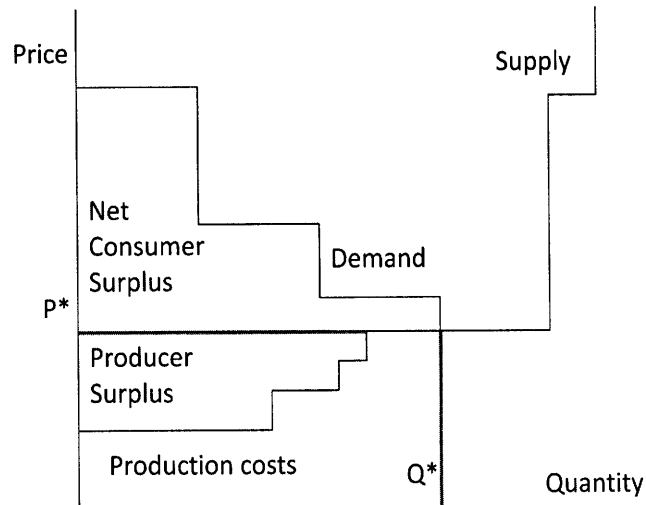 Price
Supply
Net
Consumer
Surplus
Demand
P*
Producer
Surplus
Production costs
Q*
Quantity